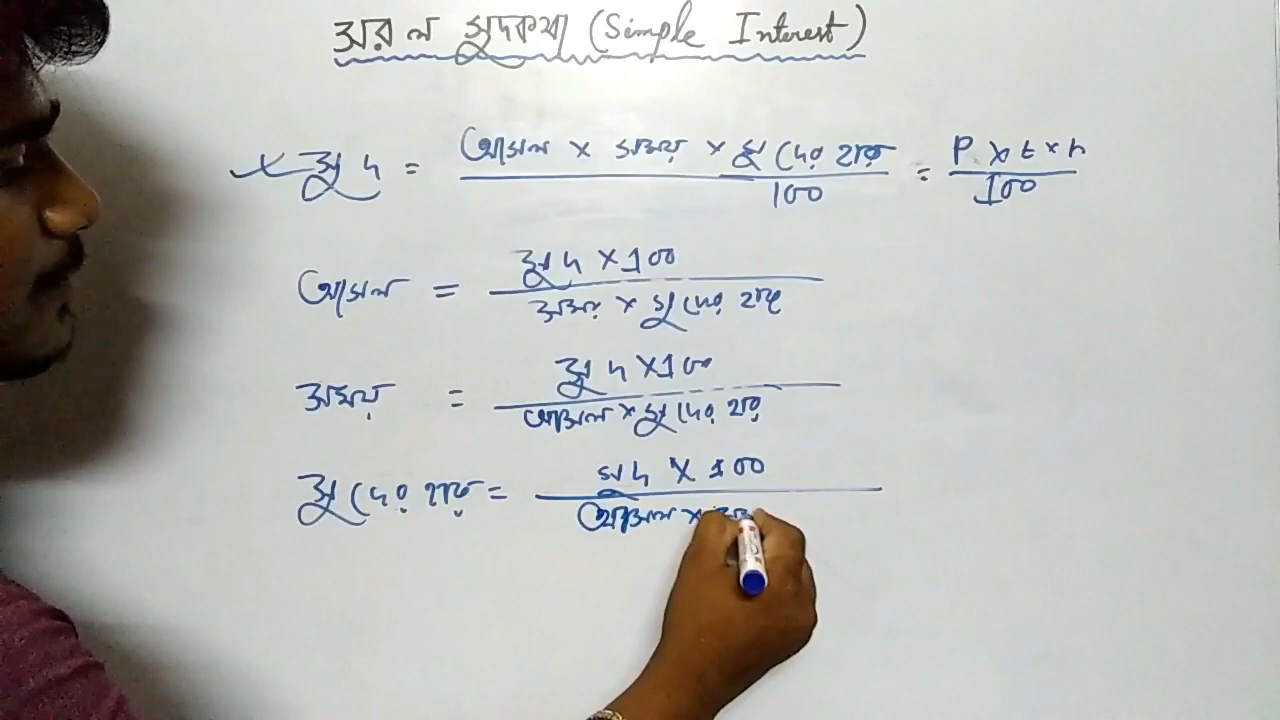 সরল সুদকষা (Simple Interest)
সুদ = আসল × সময় × সুদের হার / 100 = P × t × r / 100
আসল = সুদ × 100 / সময় × সুদের হার
সময় = সুদ × 100 / আসল × সুদের হার
সুদের হার = সুদ × 100 / আসল ×